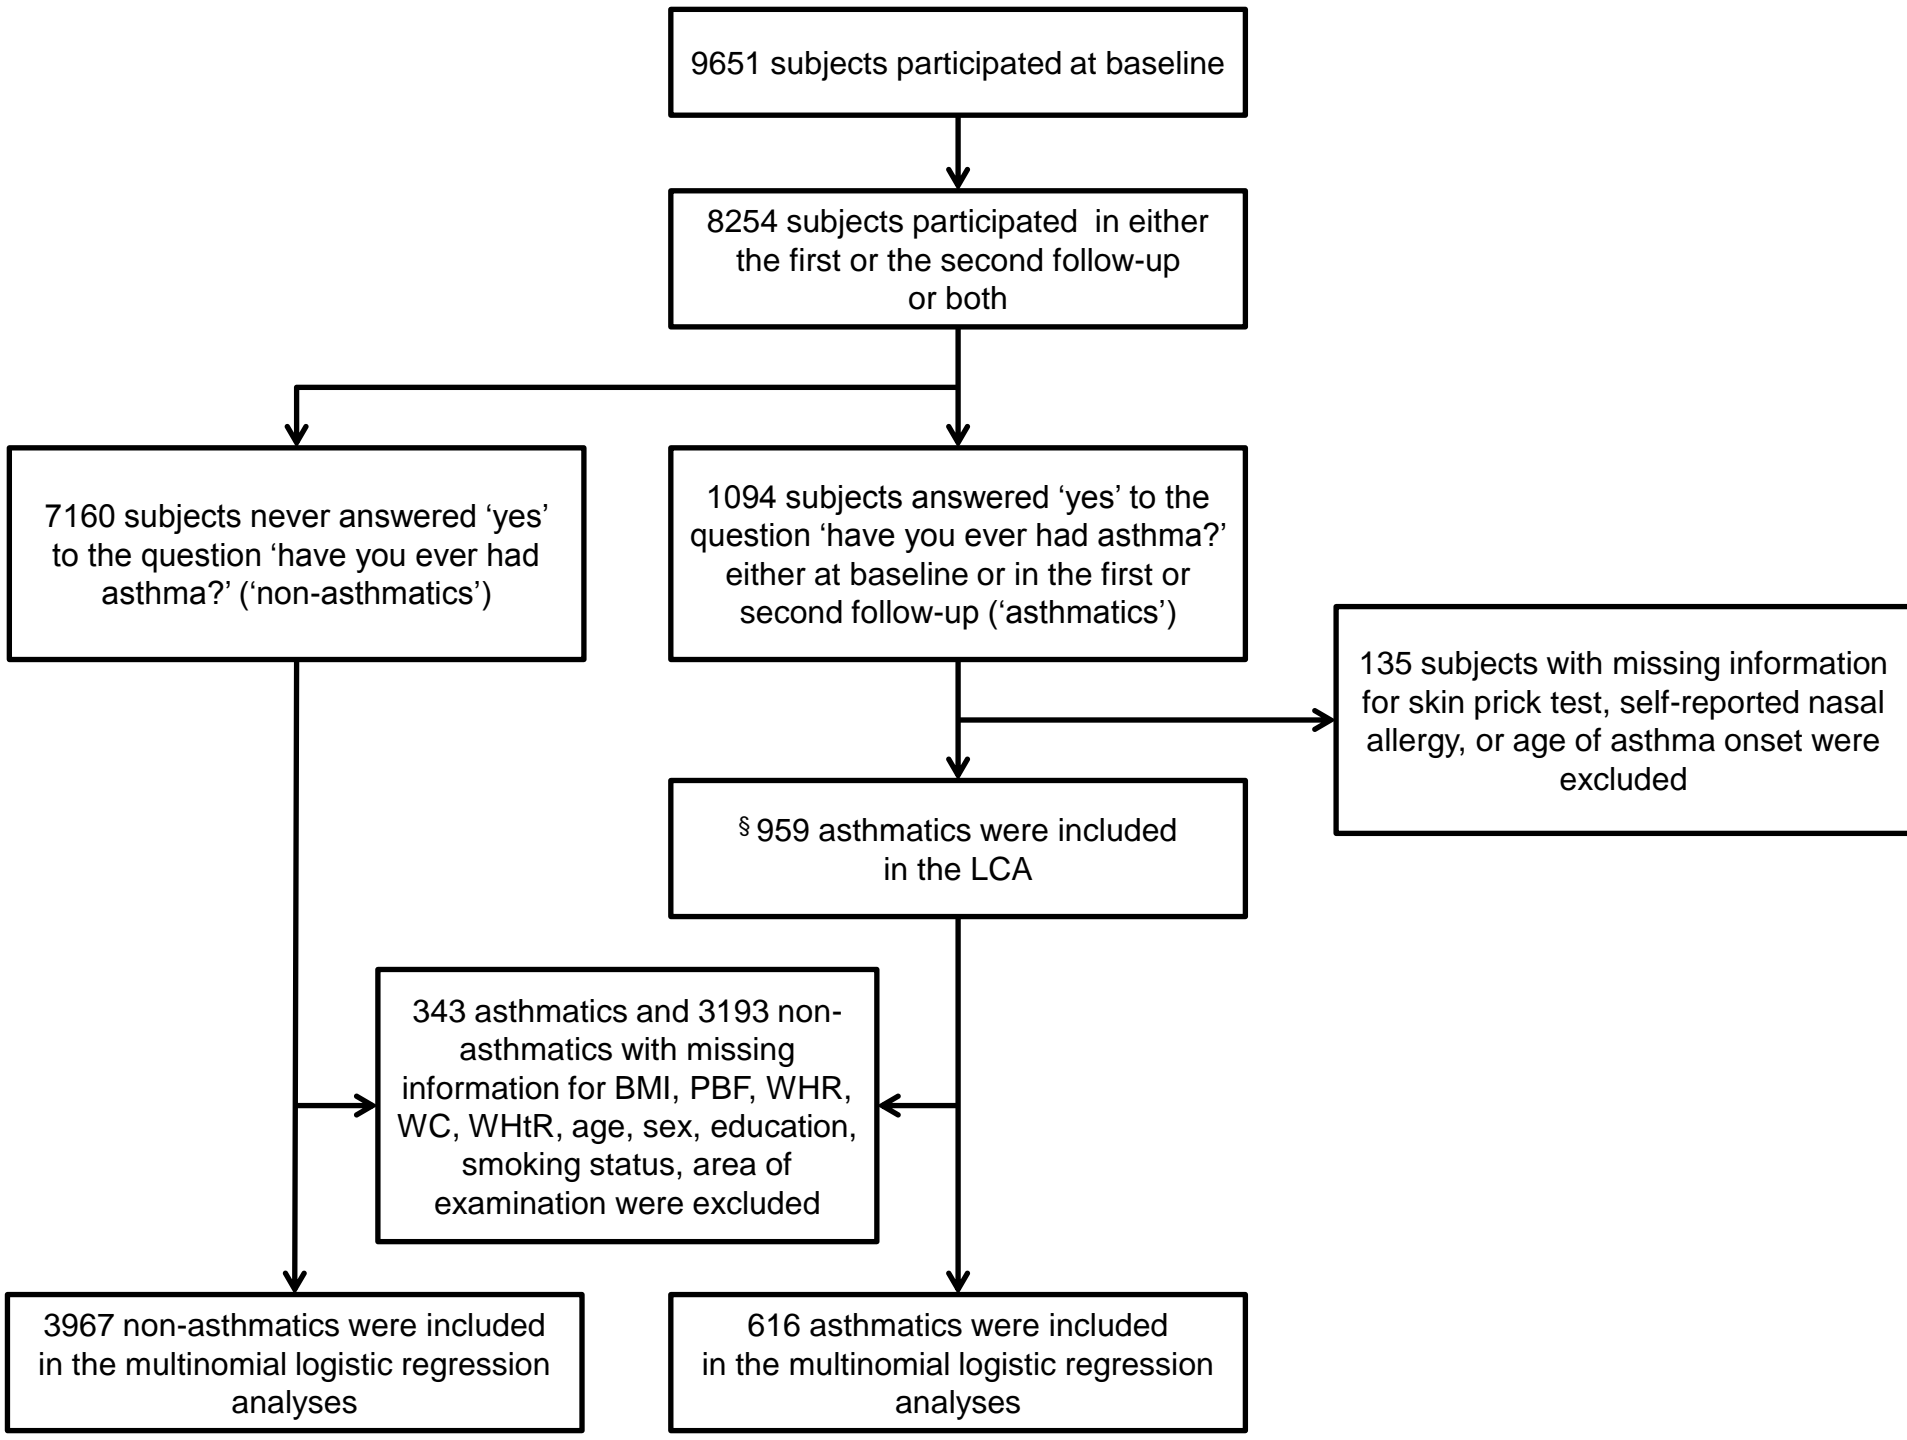 9651 subjects participated at baseline
8254 subjects participated  in either
the first or the second follow-up
or both
7160 subjects never answered ‘yes’
to the question ‘have you ever had
asthma?’ (‘non-asthmatics’)
1094 subjects answered ‘yes’ to the
question ‘have you ever had asthma?’
either at baseline or in the first or
second follow-up (‘asthmatics’)
135 subjects with missing information
for skin prick test, self-reported nasal
allergy, or age of asthma onset were
excluded
§ 959 asthmatics were included
in the LCA
343 asthmatics and 3193 non-
asthmatics with missing
information for BMI, PBF, WHR,
WC, WHtR, age, sex, education,
smoking status, area of
examination were excluded
3967 non-asthmatics were included
in the multinomial logistic regression
analyses
616 asthmatics were included
in the multinomial logistic regression
analyses